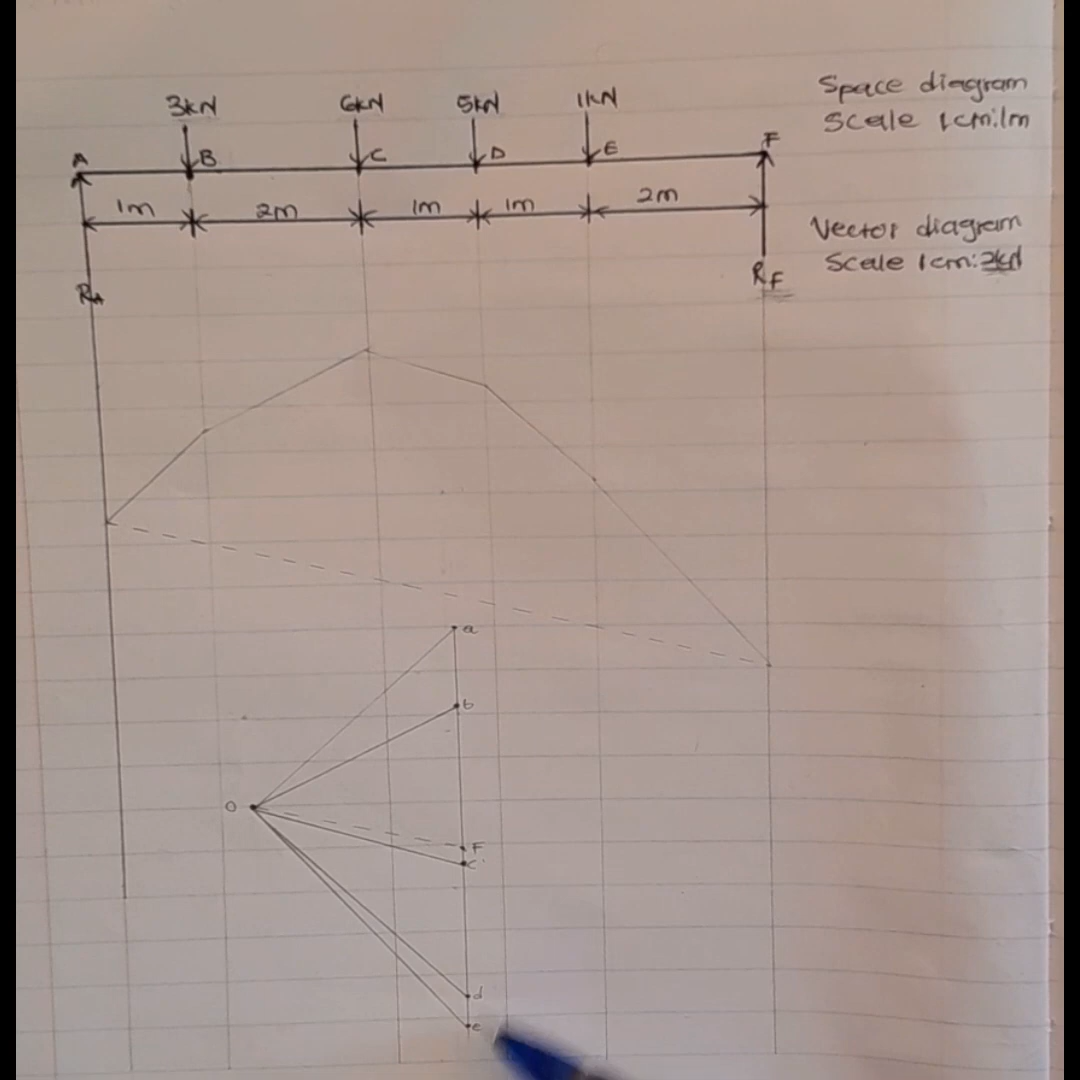 Space diagram
Scale 1cm:1m
3kN 6kN 5kN 1kN
A B C D E F
1m 2m 1m 1m 2m
Vector diagram
Scale 1cm:2kN
RA RF
a
b
O
F
c
d
e